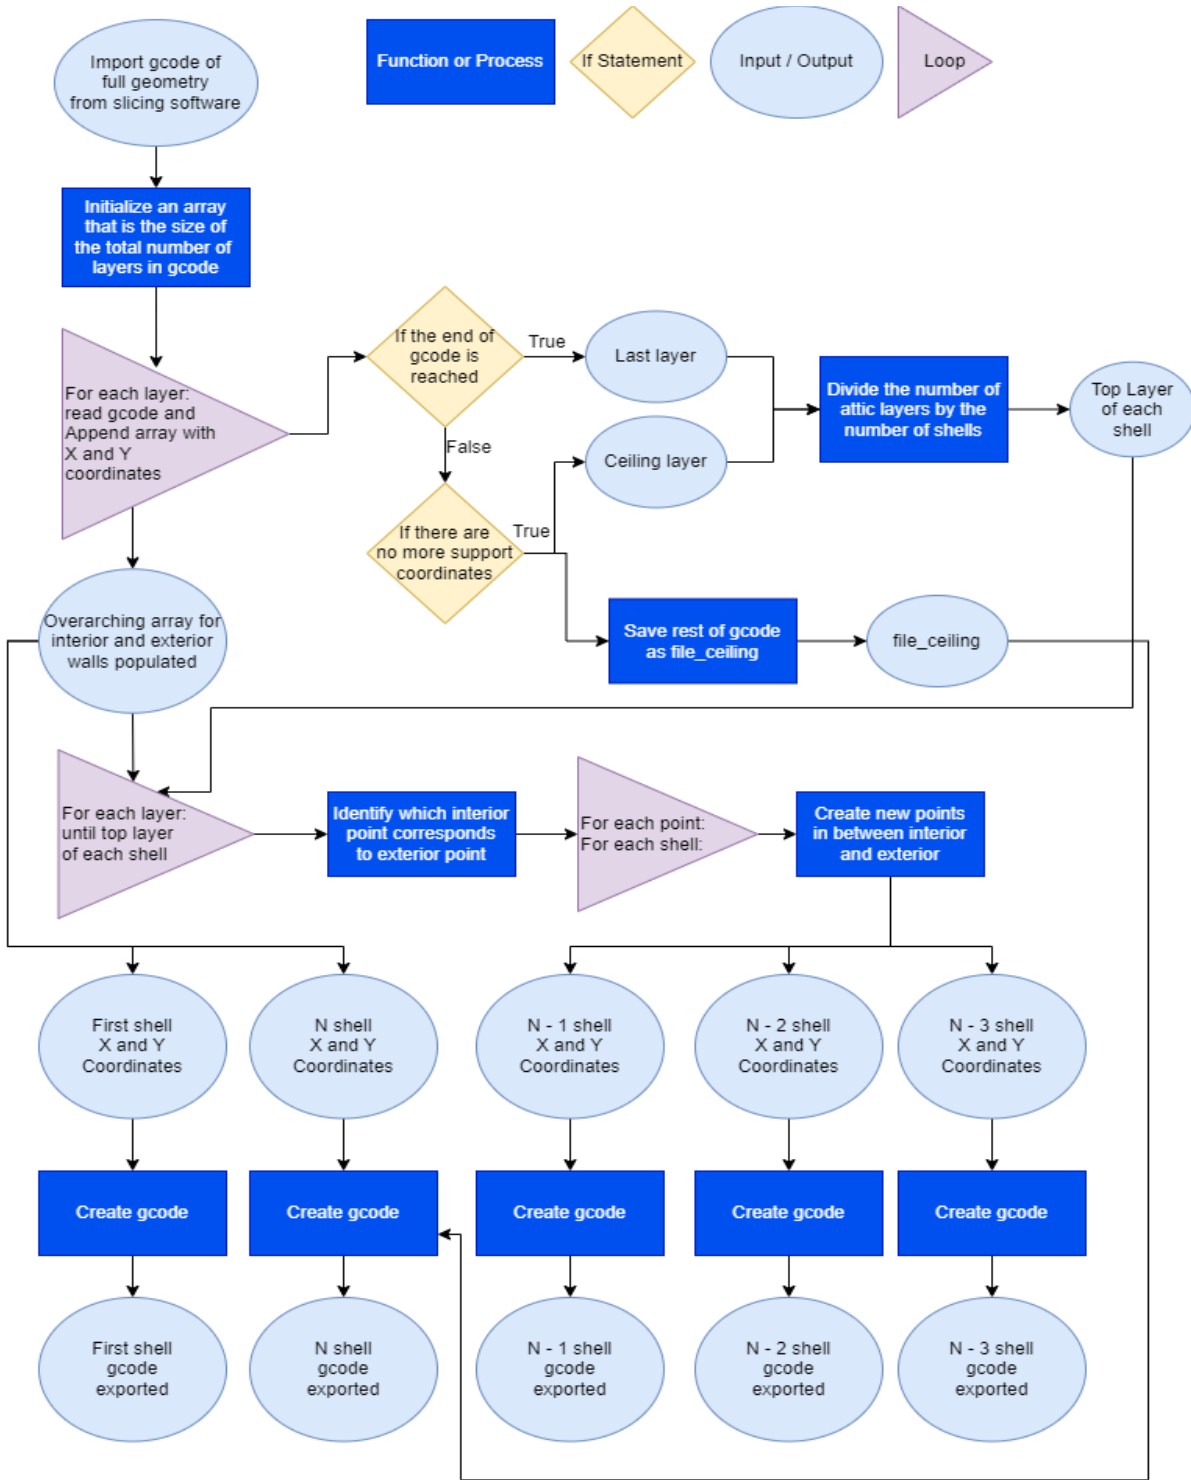 Import gcode of
full geometry
from slicing software
Function or Process
If Statement
Input / Output
Loop
Initialize an array
that is the size of
the total number of
layers in gcode
For each layer:
read gcode and
Append array with
X and Y
coordinates
If the end of
gcode is
reached
True
Last layer
Divide the number of
attic layers by the
number of shells
Top Layer
of each
shell
False
Ceiling layer
If there are
no more support
coordinates
True
Save rest of gcode
as file_ceiling
file_ceiling
Overarching array for
interior and exterior
walls populated
For each layer:
until top layer
of each shell
Identify which interior
point corresponds
to exterior point
For each point:
For each shell:
Create new points
in between interior
and exterior
First shell
X and Y
Coordinates
N shell
X and Y
Coordinates
N - 1 shell
X and Y
Coordinates
N - 2 shell
X and Y
Coordinates
N - 3 shell
X and Y
Coordinates
Create gcode
Create gcode
Create gcode
Create gcode
Create gcode
First shell
gcode
exported
N shell
gcode
exported
N - 1 shell
gcode
exported
N - 2 shell
gcode
exported
N - 3 shell
gcode
exported